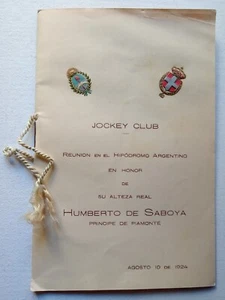 JOCKEY CLUB
REUNION EN EL HIPÓDROMO ARGENTINO
EN HONOR
DE
SU ALTEZA REAL
HUMBERTO DE SABOYA
PRINCIPE DE PIAMONTE
AGOSTO 10 DE 1924